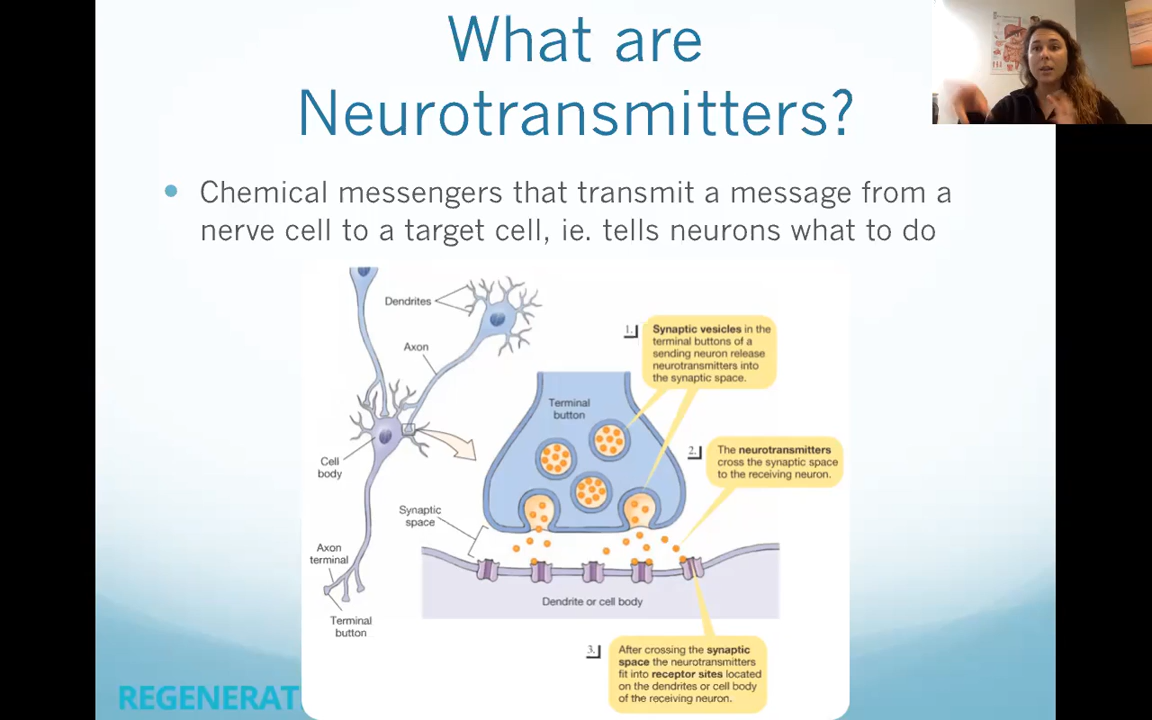 What are
Neurotransmitters?
Chemical messengers that transmit a message from a
nerve cell to a target cell, ie. tells neurons what to do
Dendrites
Axon
Cell
body
Axon
terminal
Terminal
button
Synaptic
space
Terminal
button
1.
Synaptic vesicles in the
terminal buttons of a
sending neuron release
neurotransmitters into
the synaptic space.
2.
The neurotransmitters
cross the synaptic space
to the receiving neuron.
Dendrite or cell body
3.
After crossing the synaptic
space the neurotransmitters
fit into receptor sites located
on the dendrites or cell body
of the receiving neuron.
REGENERAT